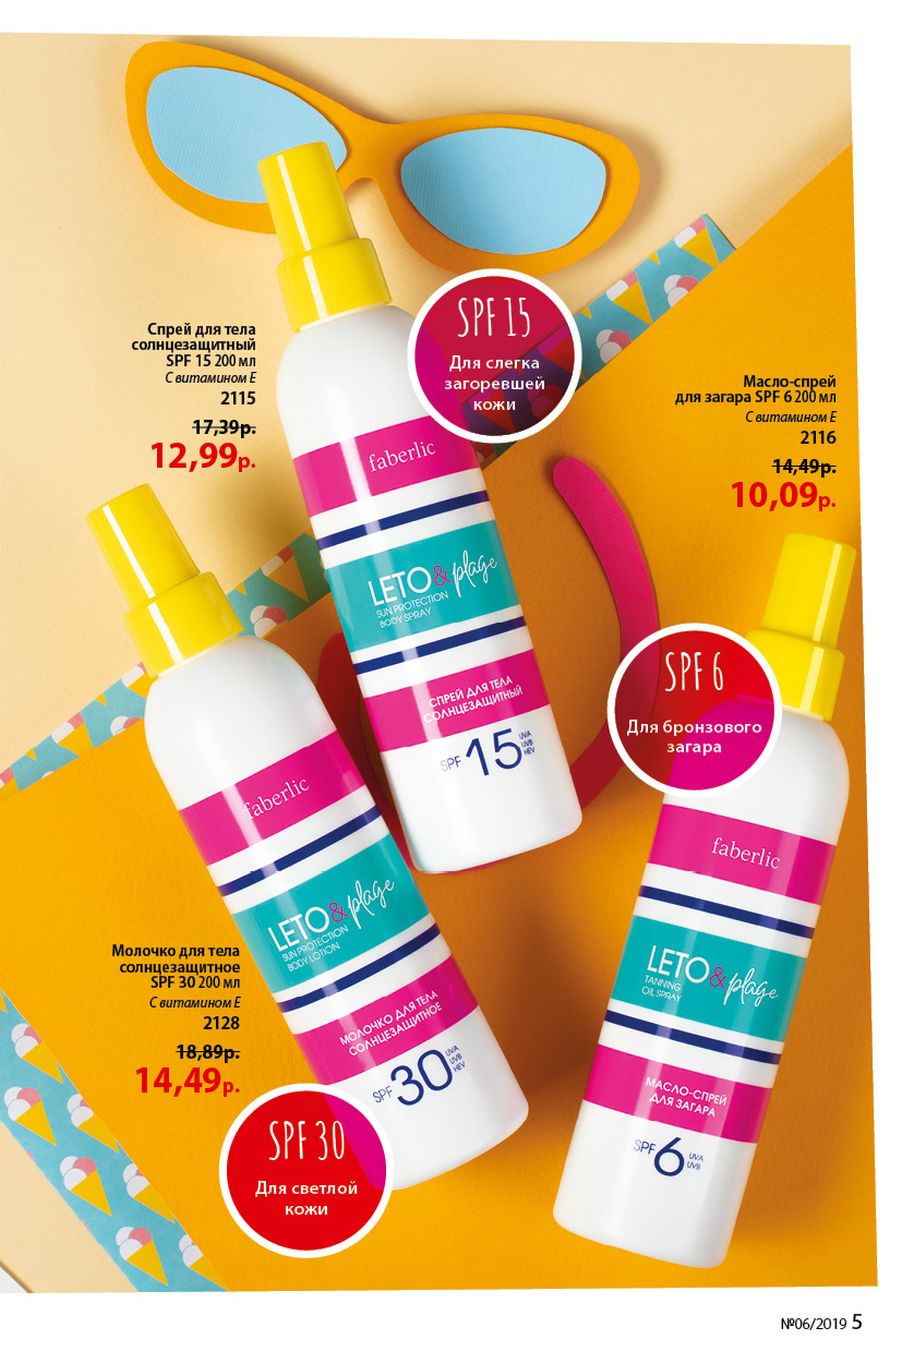 SPF 15
Для слегка
загоревшей
кожи
Спрей для тела
солнцезащитный
SPF 15 200 мл
С витамином Е
2115
17,39р.
12,99р.
Масло-спрей
для загара SPF 6 200 мл
С витамином Е
2116
14,49р.
10,09р.
faberlic
LETO & plage
SUN PROTECTION
BODY SPRAY
СПРЕЙ ДЛЯ ТЕЛА
СОЛНЦЕЗАЩИТНЫЙ
SPF 15 UVA
UVB
HEV
SPF 6
Для бронзового
загара
faberlic
LETO & plage
TANNING
OIL SPRAY
МАСЛО-СПРЕЙ
ДЛЯ ЗАГАРА
SPF 6 UVA
UVB
faberlic
LETO & plage
SUN PROTECTION
BODY LOTION
МОЛОЧКО ДЛЯ ТЕЛА
СОЛНЦЕЗАЩИТНОЕ
SPF 30 UVA
UVB
HEV
Молочко для тела
солнцезащитное
SPF 30 200 мл
С витамином Е
2128
18,89р.
14,49р.
SPF 30
Для светлой
кожи
№06/2019 5